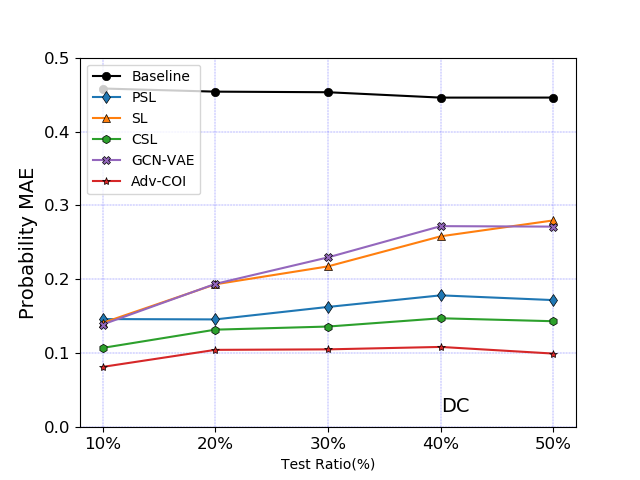 0.5
0.4
0.3
0.2
0.1
0.0
Probability MAE
Baseline
PSL
SL
CSL
GCN-VAE
Adv-COI
DC
10%
20%
30%
40%
50%
Test Ratio(%)